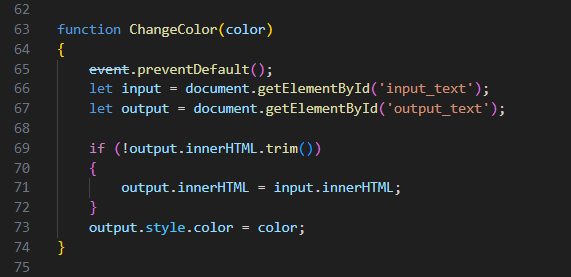 62
63 function ChangeColor(color)
64 {
65 event.preventDefault();
66 let input = document.getElementById('input_text');
67 let output = document.getElementById('output_text');
68
69 if (!output.innerHTML.trim())
70 {
71 output.innerHTML = input.innerHTML;
72 }
73 output.style.color = color;
74 }
75